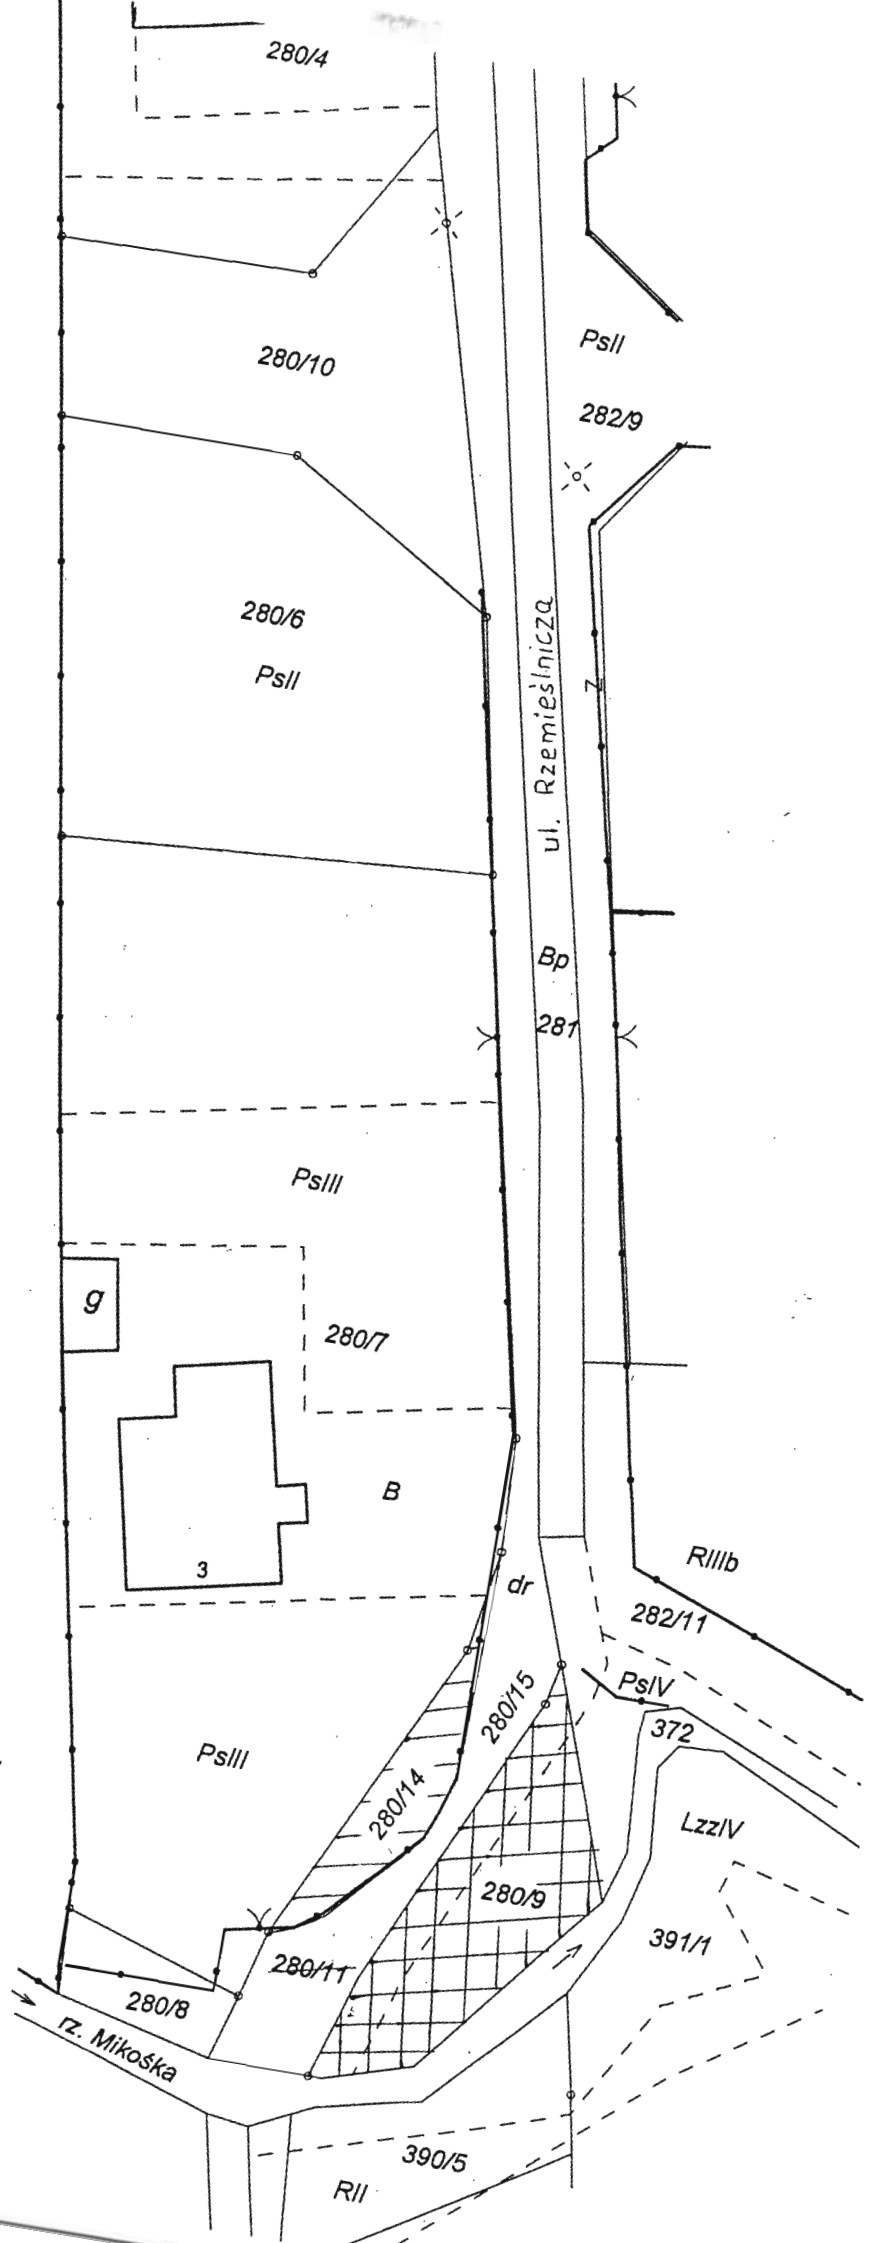 280/4
PsII
280/10
282/9
280/6
PsII
ul. Rzemieślnicza
Z
Bp
281
PsIII
g
280/7
B
3
dr
RIIIb
282/11
PsIV
280/15
372
PsIII
280/14
LzzIV
280/9
391/1
280/11
280/8
rz. Mikośka
390/5
RII